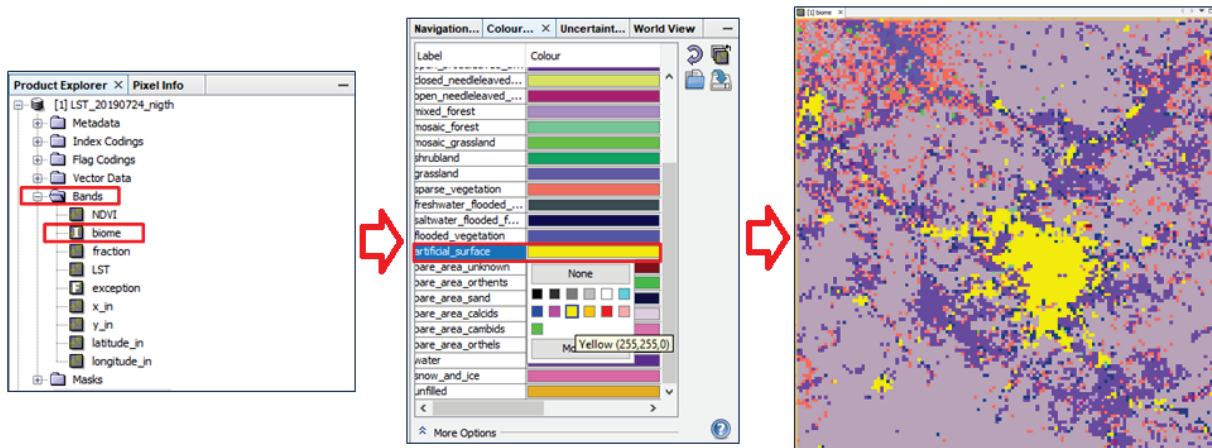 Product Explorer × Pixel Info
[1] LST_20190724_nigth
Metadata
Index Codings
Flag Codings
Vector Data
Bands
NDVI
biome
fraction
LST
exception
x_in
y_in
latitude_in
longitude_in
Masks
Navigation... Colour... × Uncertaint... World View
Label Colour
closed_needleleaved...
open_needleleaved_...
mixed_forest
mosaic_forest
mosaic_grassland
shrubland
grassland
sparse_vegetation
freshwater_flooded_...
saltwater_flooded_f...
flooded_vegetation
artificial_surface
bare_area_unknown
None
bare_area_orthents
bare_area_sand
bare_area_calcids
bare_area_cambids
bare_area_orthels
Yellow (255,255,0)
water
snow_and_ice
unfilled
More Options
[1] biome ×